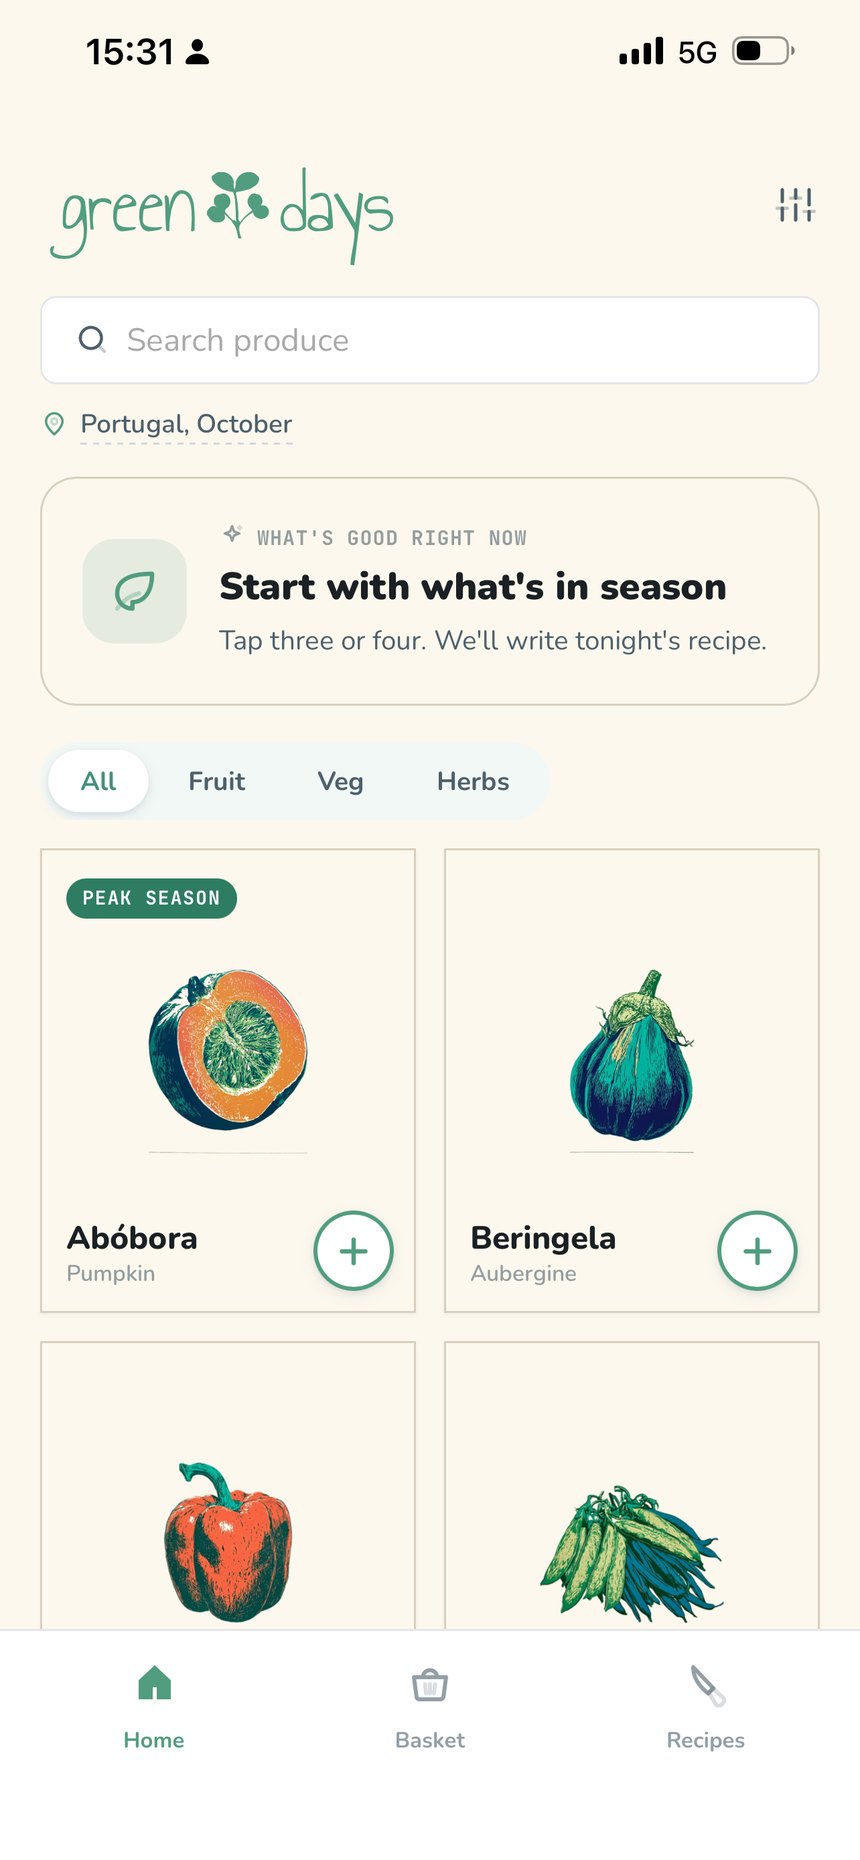 15:31
5G
green days
Search produce
Portugal, October
WHAT'S GOOD RIGHT NOW
Start with what's in season
Tap three or four. We'll write tonight's recipe.
All Fruit Veg Herbs
PEAK SEASON
Abóbora
Pumpkin
Beringela
Aubergine
Home Basket Recipes